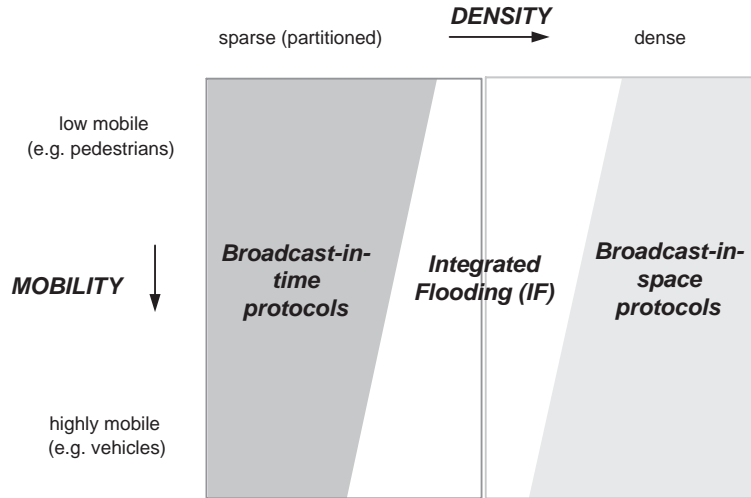 DENSITY
sparse (partitioned)
dense
low mobile
(e.g. pedestrians)
MOBILITY
Broadcast-in-
time
protocols
Integrated
Flooding (IF)
Broadcast-in-
space
protocols
highly mobile
(e.g. vehicles)